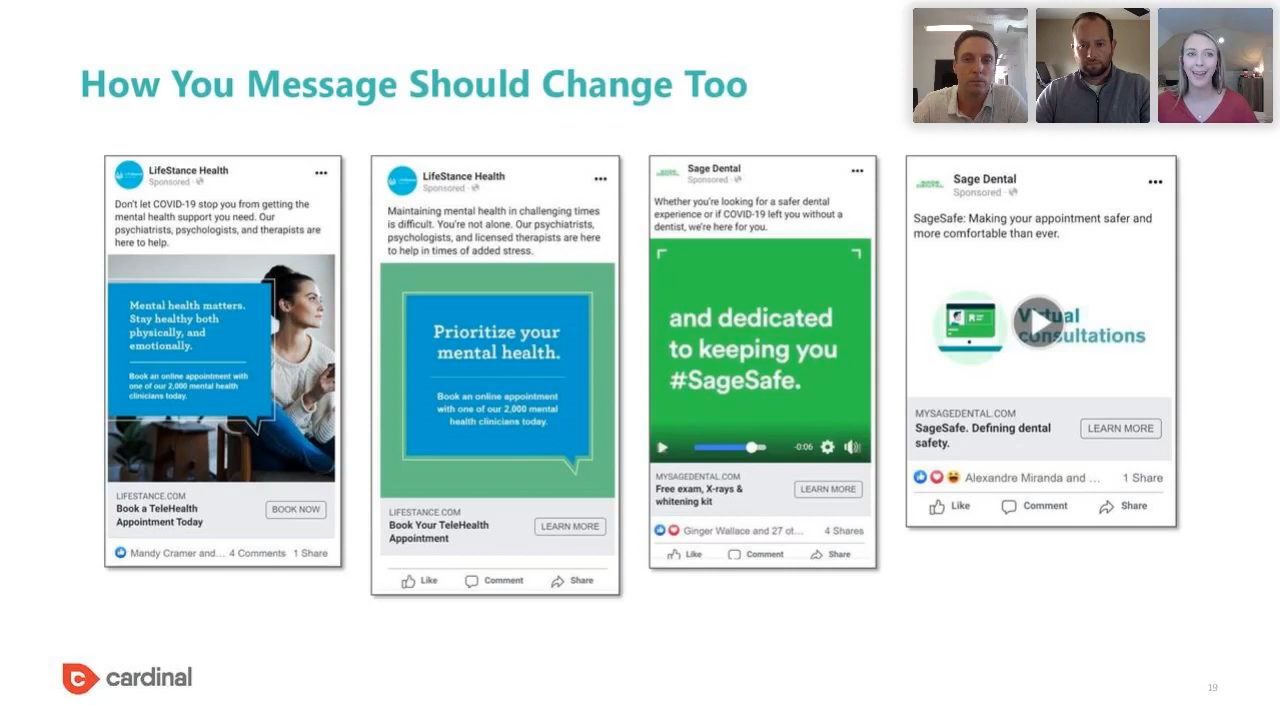 How You Message Should Change Too
LifeStance Health
Sponsored ·
Don't let COVID-19 stop you from getting the
mental health support you need. Our
psychiatrists, psychologists, and therapists are
here to help.
Mental health matters.
Stay healthy both
physically, and
emotionally.
Book an online appointment with
one of our 2,000 mental health
clinicians today.
LIFESTANCE.COM
Book a TeleHealth
Appointment Today
BOOK NOW
Mandy Cramer and... 4 Comments 1 Share
LifeStance Health
Sponsored ·
Maintaining mental health in challenging times
is difficult. You're not alone. Our psychiatrists,
psychologists, and licensed therapists are here
to help in times of added stress.
Prioritize your
mental health.
Book an online appointment
with one of our 2,000 mental
health clinicians today.
LIFESTANCE.COM
Book Your TeleHealth
Appointment
LEARN MORE
Like Comment Share
Sage Dental
Sponsored ·
Whether you're looking for a safer dental
experience or if COVID-19 left you without a
dentist, we're here for you.
and dedicated
to keeping you
#SageSafe.
-0:06
MYSAGEDENTAL.COM
Free exam, X-rays &
whitening kit
LEARN MORE
Ginger Wallace and 27 ot... 4 Shares
Like Comment Share
Sage Dental
Sponsored ·
SageSafe: Making your appointment safer and
more comfortable than ever.
Virtual
consultations
MYSAGEDENTAL.COM
SageSafe. Defining dental
safety.
LEARN MORE
Alexandre Miranda and ... 1 Share
Like Comment Share
cardinal
19